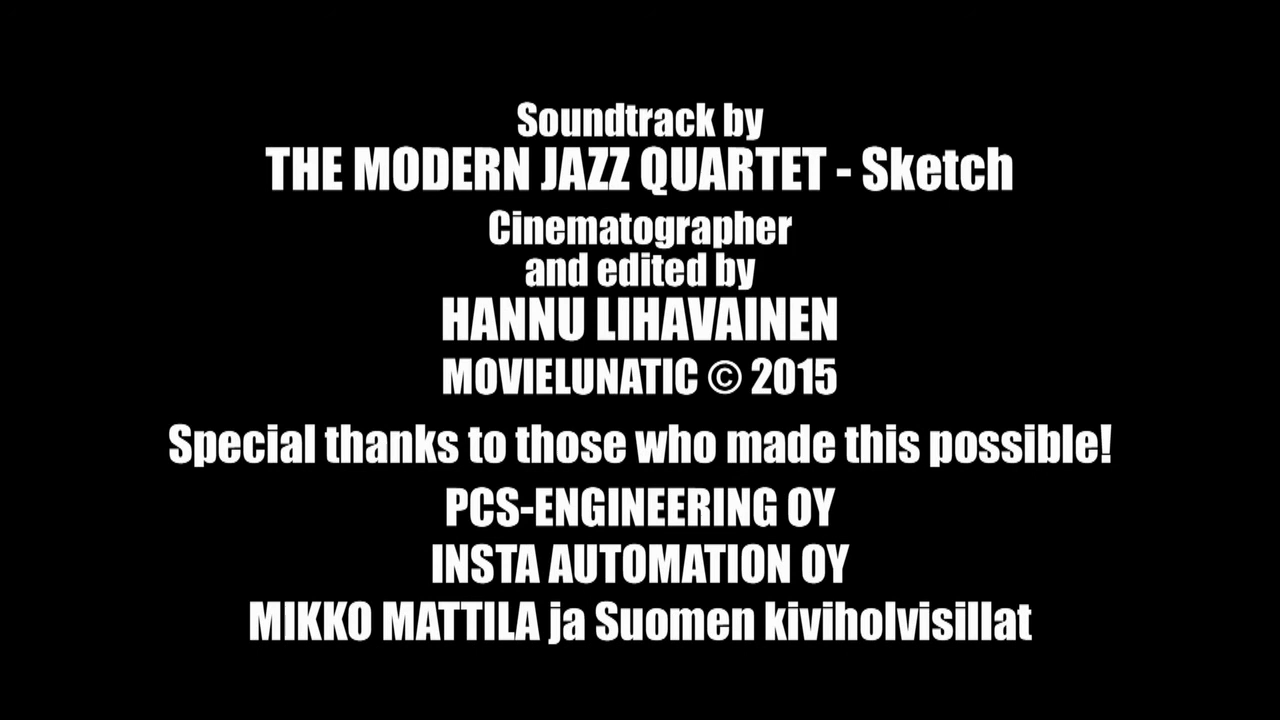 Soundtrack by
THE MODERN JAZZ QUARTET - Sketch
Cinematographer
and edited by
HANNU LIHAVAINEN
MOVIELUNATIC © 2015
Special thanks to those who made this possible!
PCS-ENGINEERING OY
INSTA AUTOMATION OY
MIKKO MATTILA ja Suomen kiviholvisillat